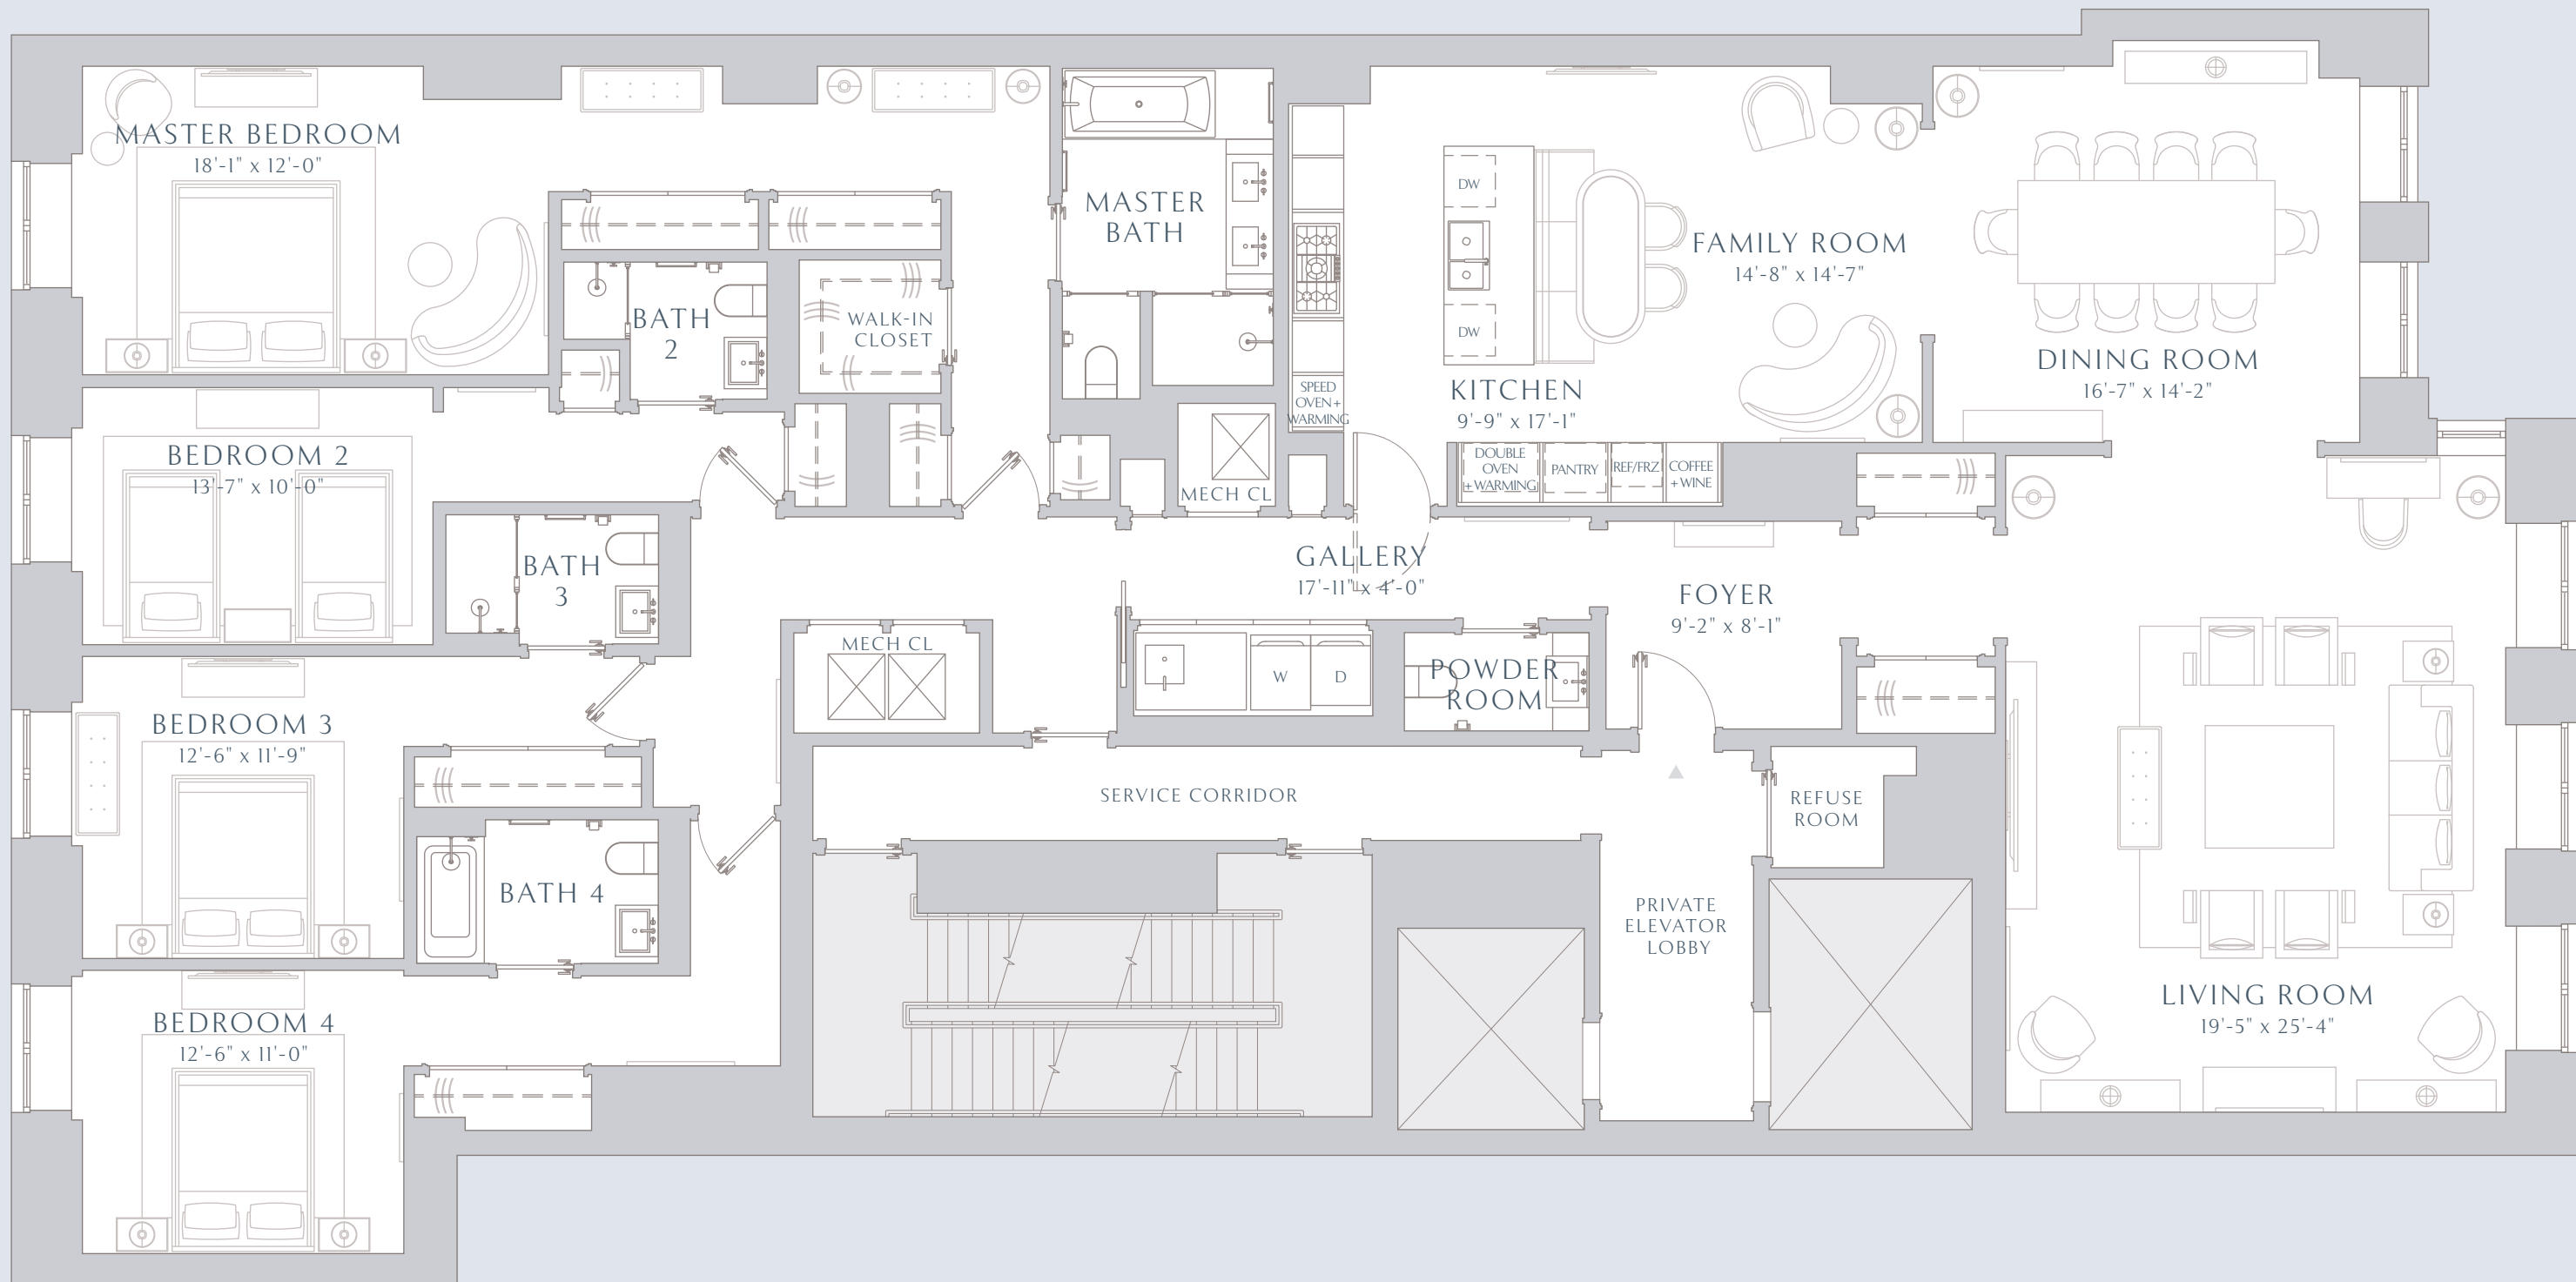 MASTER BEDROOM
18'-1" x 12'-0"
MASTER
BATH
BATH
2
WALK-IN
CLOSET
DW
DW
FAMILY ROOM
14'-8" x 14'-7"
KITCHEN
9'-9" x 17'-1"
SPEED
OVEN+
WARMING
DINING ROOM
16'-7" x 14'-2"
BEDROOM 2
13'-7" x 10'-0"
DOUBLE
OVEN
+WARMING
PANTRY
REF/FRZ
COFFEE
+WINE
MECH CL
BATH
3
GALLERY
17'-11" x 4'-0"
FOYER
9'-2" x 8'-1"
MECH CL
W
D
POWDER
ROOM
BEDROOM 3
12'-6" x 11'-9"
SERVICE CORRIDOR
REFUSE
ROOM
BATH 4
PRIVATE
ELEVATOR
LOBBY
LIVING ROOM
19'-5" x 25'-4"
BEDROOM 4
12'-6" x 11'-0"